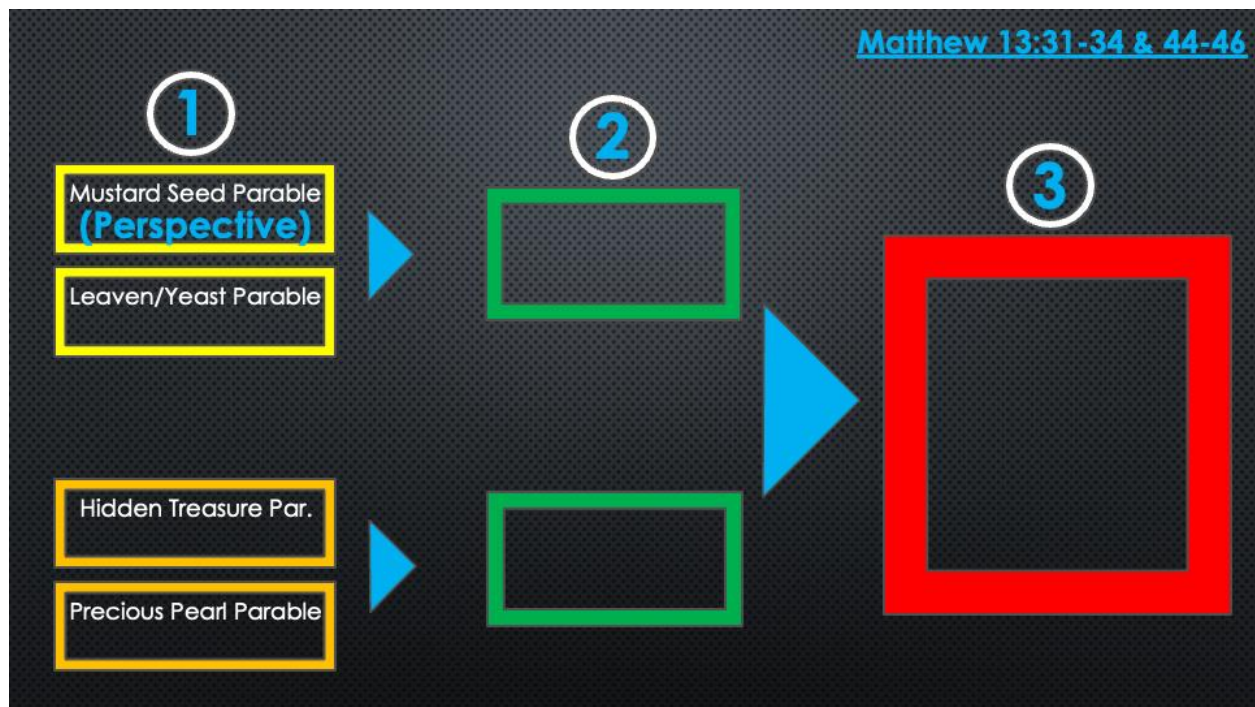 Matthew 13:31-34 & 44-46
1
2
3
Mustard Seed Parable
(Perspective)
Leaven/Yeast Parable
Hidden Treasure Par.
Precious Pearl Parable